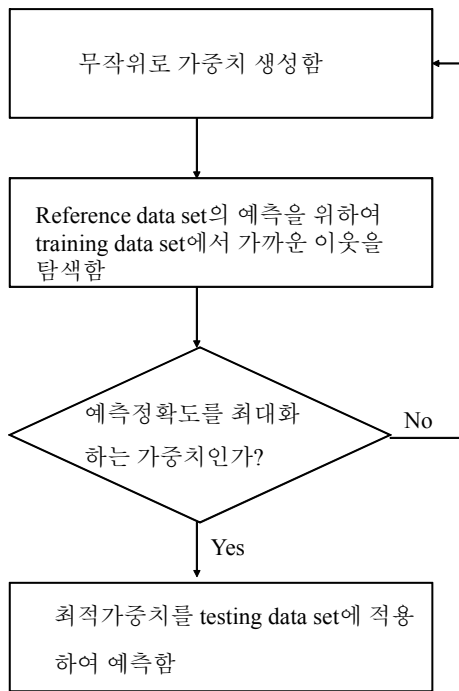 무작위로 가중치 생성함
Reference data set의 예측을 위하여
training data set에서 가까운 이웃을
탐색함
예측정확도를 최대화
하는 가중치인가?
No
Yes
최적가중치를 testing data set에 적용
하여 예측함